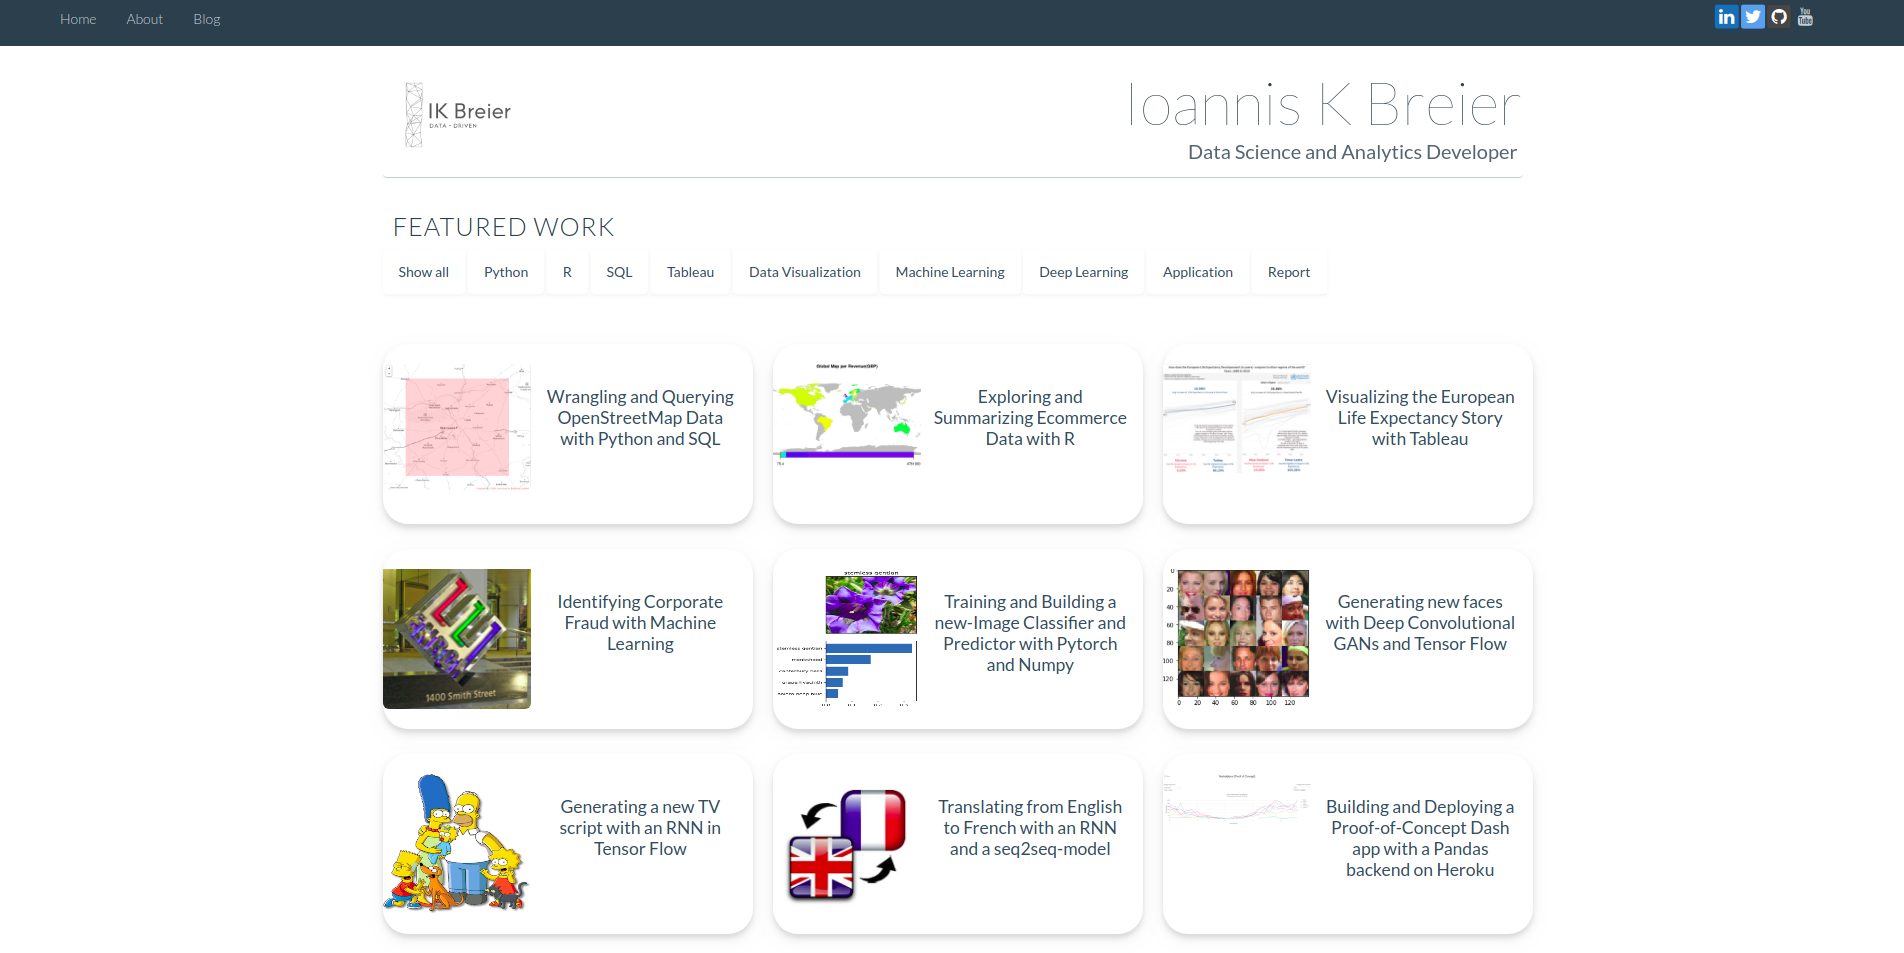 Home About Blog
IK Breier
DATA - DRIVEN
Ioannis K Breier
Data Science and Analytics Developer
FEATURED WORK
Show all Python R SQL Tableau Data Visualization Machine Learning Deep Learning Application Report
Wrangling and Querying
OpenStreetMap Data
with Python and SQL
Global Map per Revenue(GBP)
Exploring and
Summarizing Ecommerce
Data with R
Visualizing the European
Life Expectancy Story
with Tableau
1400 Smith Street
Identifying Corporate
Fraud with Machine
Learning
stemless gentian
stemless gentian
monkshood
Training and Building a
new-Image Classifier and
Predictor with Pytorch
and Numpy
0
20
40
60
80
100
120
0 20 40 60 80 100 120
Generating new faces
with Deep Convolutional
GANs and Tensor Flow
Generating a new TV
script with an RNN in
Tensor Flow
Translating from English
to French with an RNN
and a seq2seq-model
Building and Deploying a
Proof-of-Concept Dash
app with a Pandas
backend on Heroku